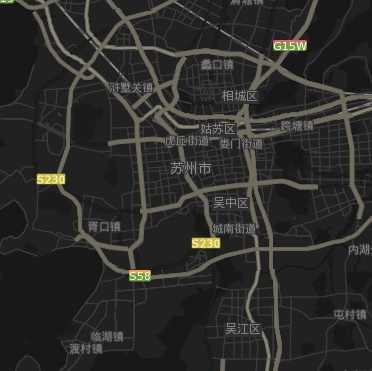 G15W
蠡口镇
浒墅关镇
相城区
姑苏区
跨塘镇
虎丘街道
娄门街道
苏州市
S230
吴中区
胥口镇
城南街道
S230
内湖
S58
屯村镇
吴江区
临湖镇
渡村镇